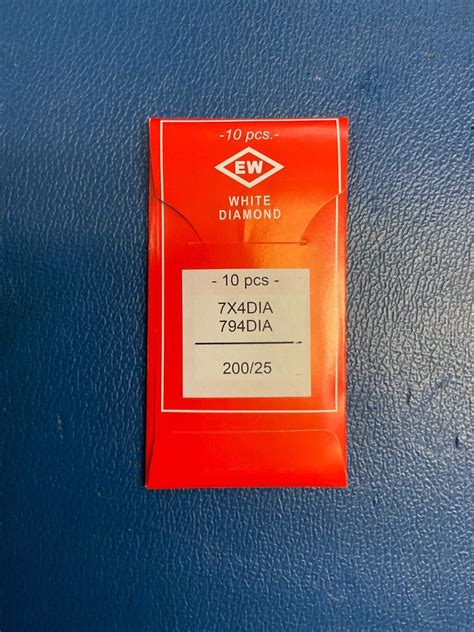 -10 pcs.-
EW
WHITE
DIAMOND
- 10 pcs -
7X4DIA
794DIA
200/25